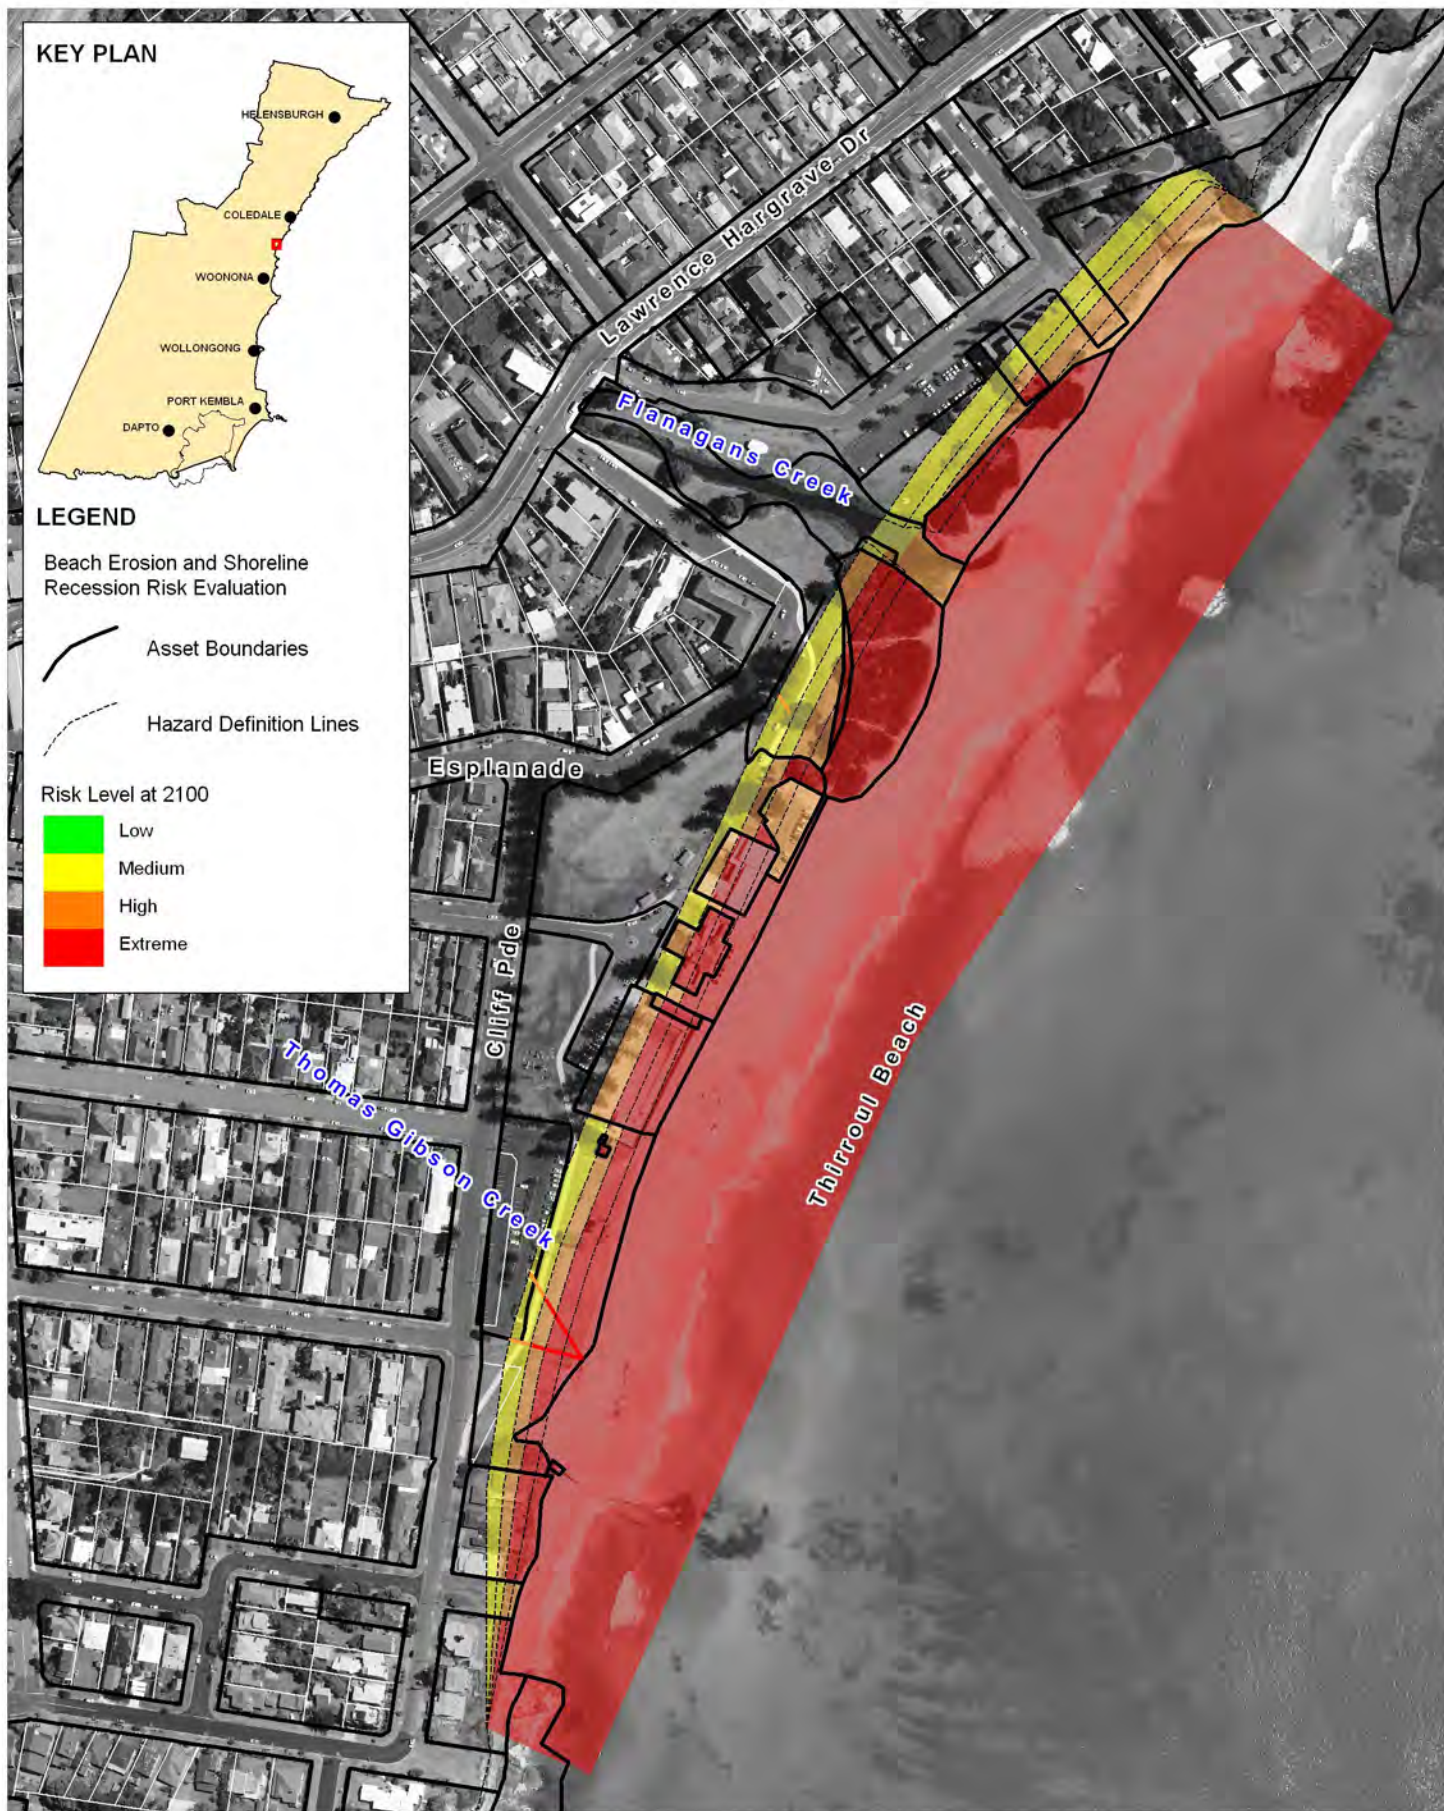 KEY PLAN
HELENSBURGH
COLEDALE
WOONONA
WOLLONGONG
PORT KEMBLA
DAPTO
LEGEND
Beach Erosion and Shoreline
Recession Risk Evaluation
Asset Boundaries
Hazard Definition Lines
Risk Level at 2100
Low
Medium
High
Extreme
Lawrence Hargrave Dr
Flanagans Creek
Esplanade
Cliff Pde
Thomas Gibson Creek
Thirroul Beach